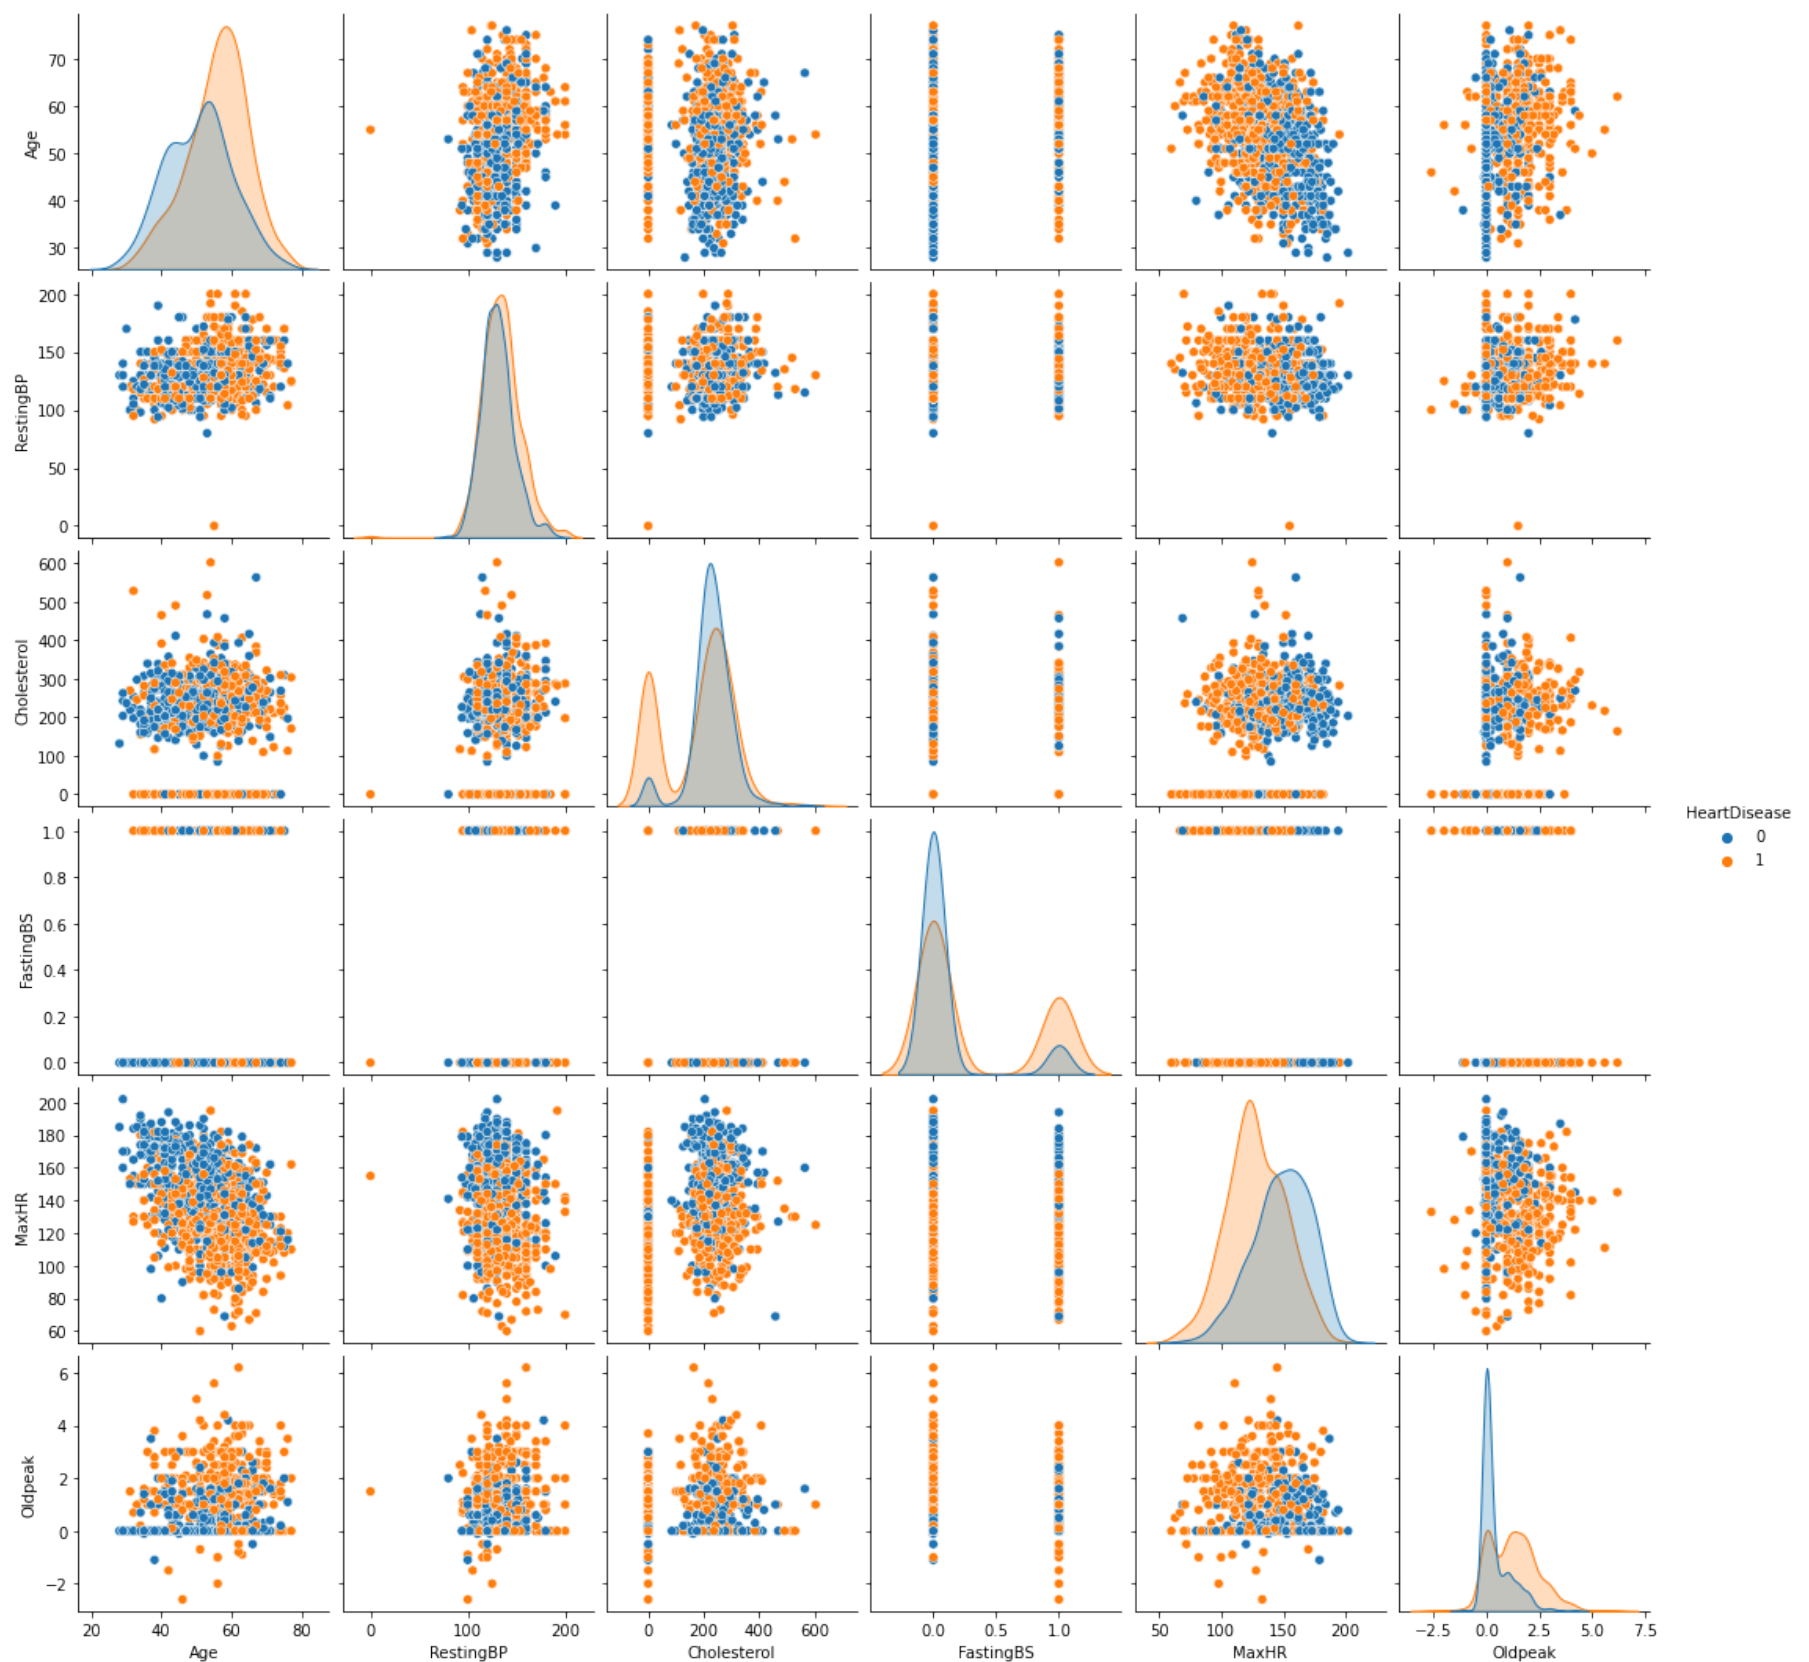 70
60
50
40
30
Age
200
150
100
50
0
RestingBP
600
500
400
300
200
100
0
Cholesterol
1.0
0.8
0.6
0.4
0.2
0.0
FastingBS
HeartDisease
0
1
200
180
160
140
120
100
80
60
MaxHR
6
4
2
0
−2
Oldpeak
20 40 60 80
Age
0 100 200
RestingBP
0 200 400 600
Cholesterol
0.0 0.5 1.0
FastingBS
50 100 150 200
MaxHR
−2.5 0.0 2.5 5.0 7.5
Oldpeak